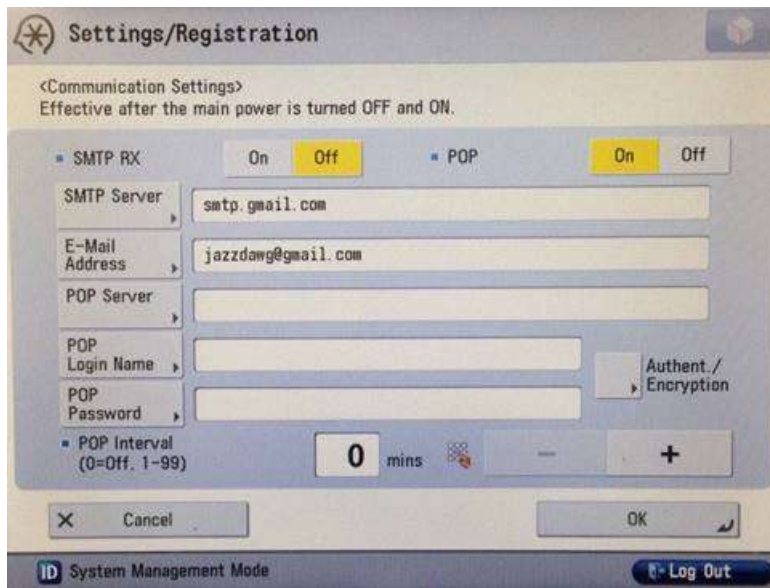 Settings/Registration
<Communication Settings>
Effective after the main power is turned OFF and ON.
SMTP RX
On
Off
POP
On
Off
SMTP Server
smtp.gmail.com
E-Mail
Address
jazzdawg@gmail.com
POP Server
POP
Login Name
POP
Password
Authent./
Encryption
POP Interval
(0=Off, 1-99)
0
mins
-
+
Cancel
OK
ID System Management Mode
Log Out